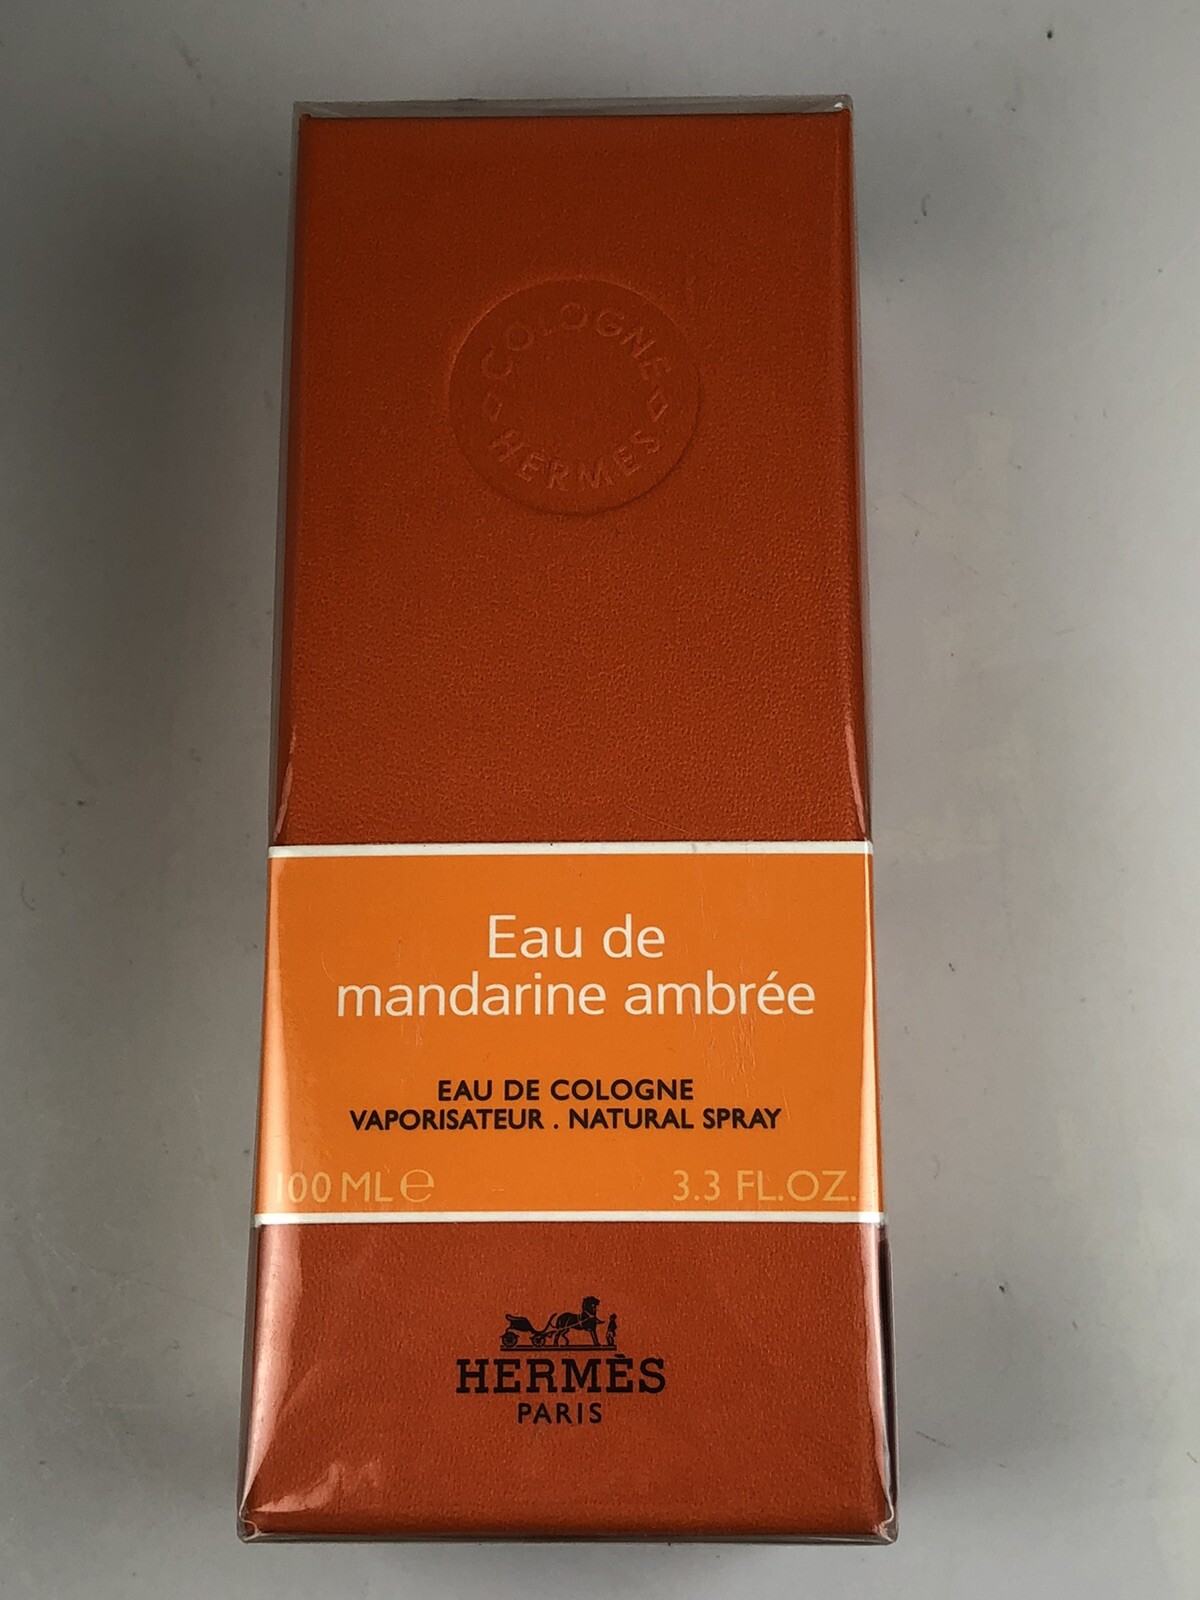 COLOGNE
HERMÈS
Eau de
mandarine ambrée
EAU DE COLOGNE
VAPORISATEUR . NATURAL SPRAY
100 ML ℮ 3.3 FL.OZ.
HERMÈS
PARIS